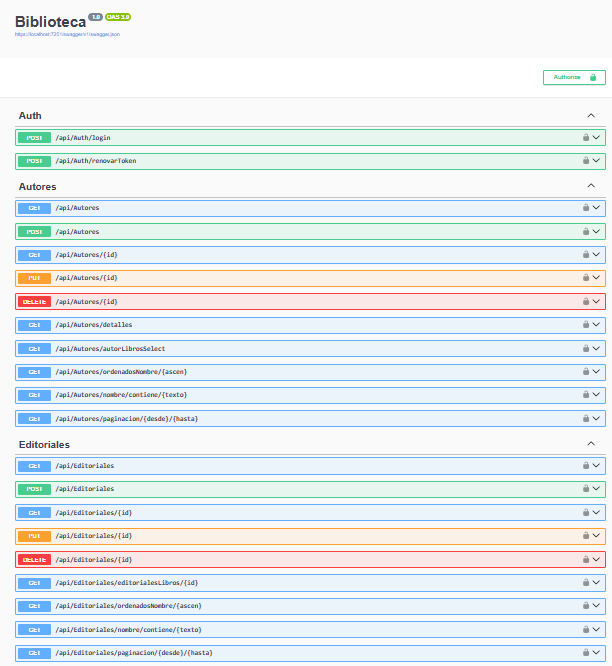 Biblioteca 1.0 OAS 3.0
https://localhost:7201/swagger/v1/swagger.json
Authorize
Auth
POST /api/Auth/login
POST /api/Auth/renovarToken
Autores
GET /api/Autores
POST /api/Autores
GET /api/Autores/{id}
PUT /api/Autores/{id}
DELETE /api/Autores/{id}
GET /api/Autores/detalles
GET /api/Autores/autorLibrosSelect
GET /api/Autores/ordenadosNombre/{ascen}
GET /api/Autores/nombre/contiene/{texto}
GET /api/Autores/paginacion/{desde}/{hasta}
Editoriales
GET /api/Editoriales
POST /api/Editoriales
GET /api/Editoriales/{id}
PUT /api/Editoriales/{id}
DELETE /api/Editoriales/{id}
GET /api/Editoriales/editorialesLibros/{id}
GET /api/Editoriales/ordenadosNombre/{ascen}
GET /api/Editoriales/nombre/contiene/{texto}
GET /api/Editoriales/paginacion/{desde}/{hasta}